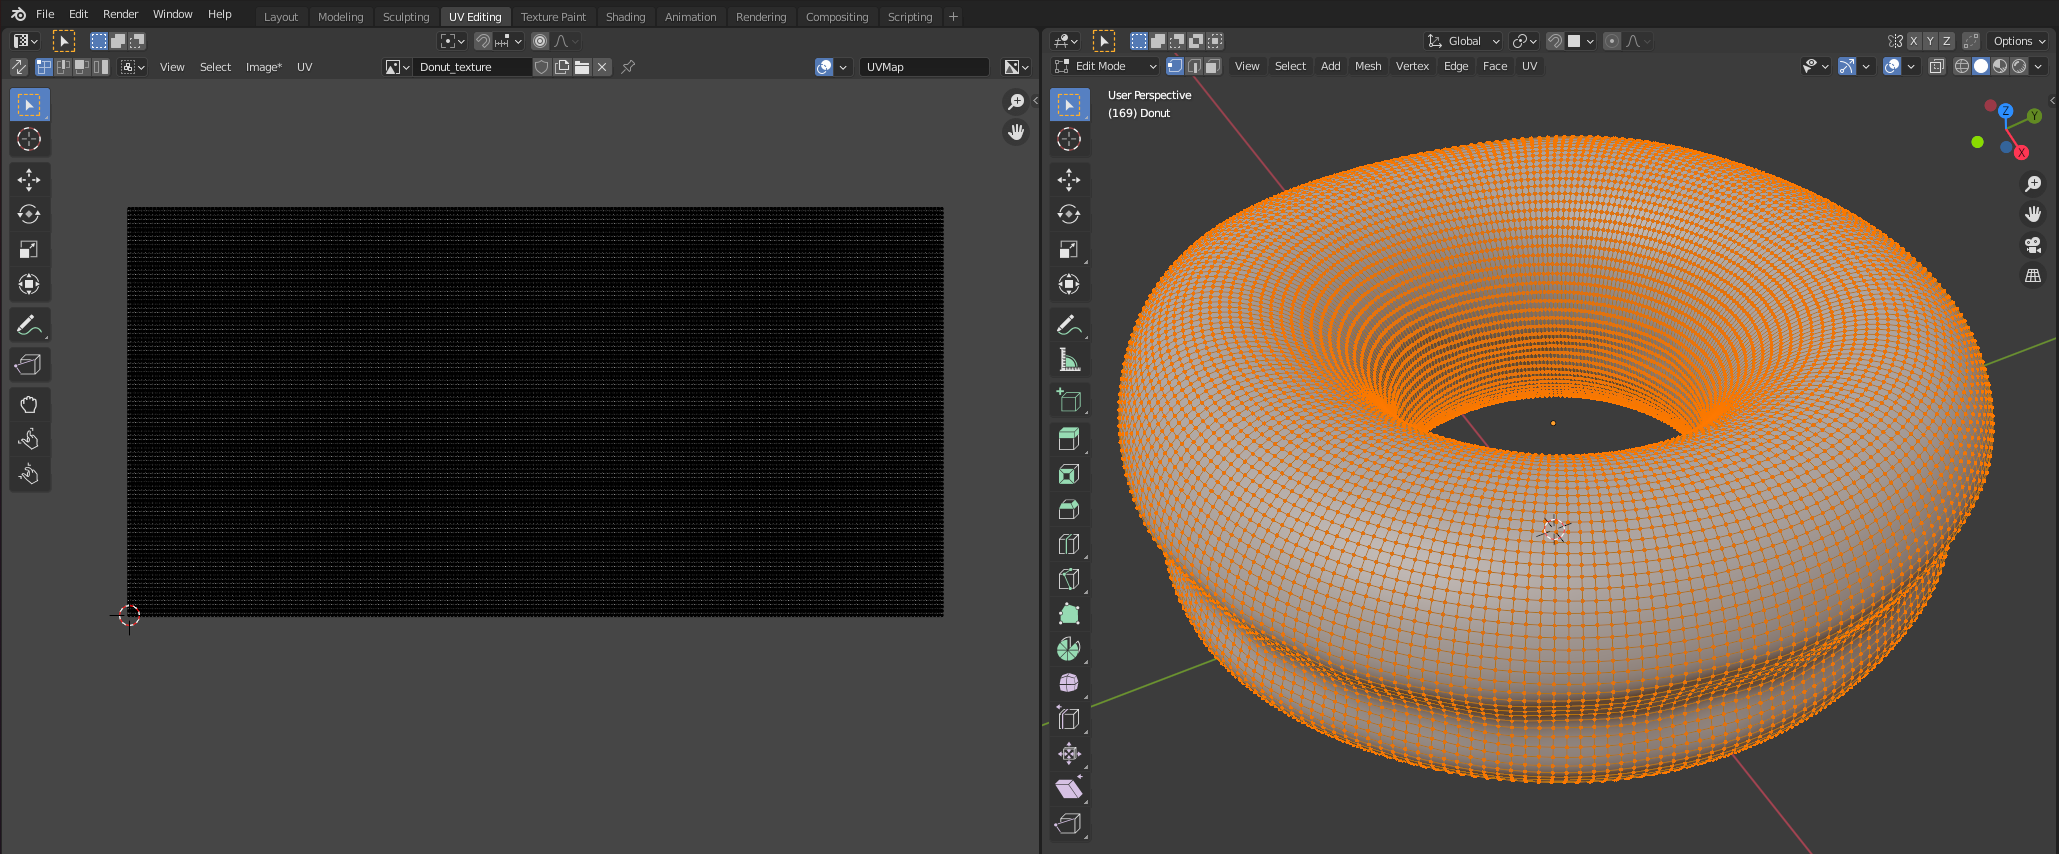 File Edit Render Window Help Layout Modeling Sculpting UV Editing Texture Paint Shading Animation Rendering Compositing Scripting +
Global X Y Z Options
View Select Image* UV Donut_texture UVMap
Edit Mode View Select Add Mesh Vertex Edge Face UV
User Perspective
(169) Donut
Z
Y
X